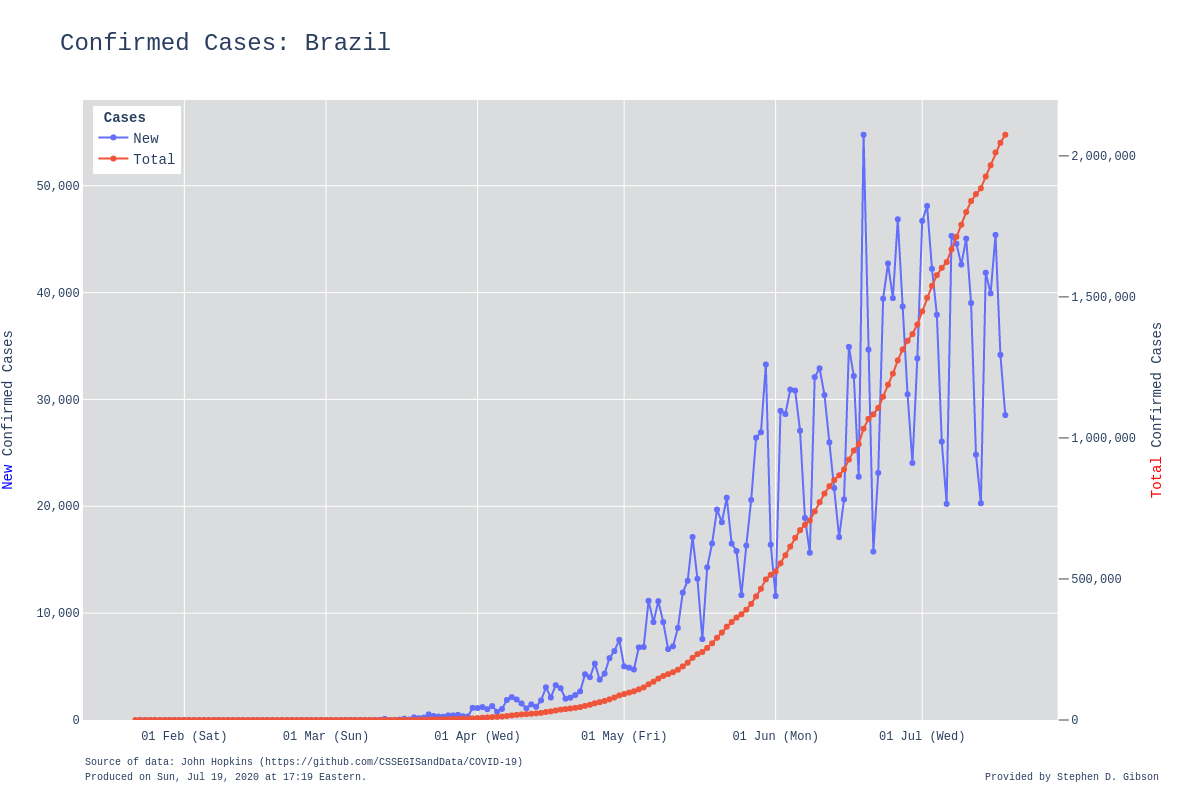 Confirmed Cases: Brazil
Cases
New
Total
50,000
40,000
30,000
20,000
10,000
0
New Confirmed Cases
2,000,000
1,500,000
1,000,000
500,000
0
Total Confirmed Cases
01 Feb (Sat)
01 Mar (Sun)
01 Apr (Wed)
01 May (Fri)
01 Jun (Mon)
01 Jul (Wed)
Source of data: John Hopkins (https://github.com/CSSEGISandData/COVID-19)
Produced on Sun, Jul 19, 2020 at 17:19 Eastern.
Provided by Stephen D. Gibson